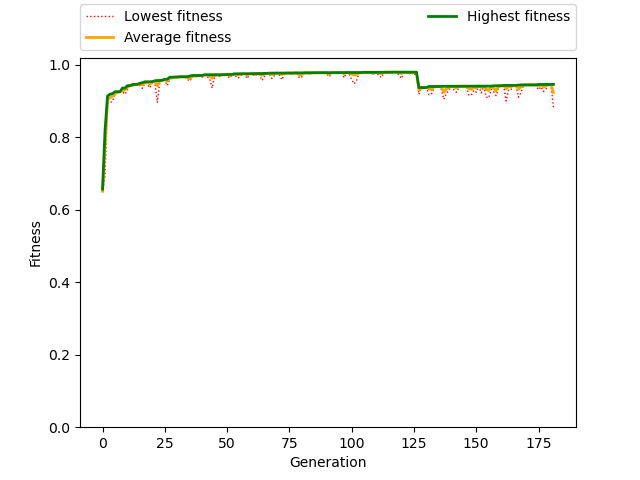 Lowest fitness
Average fitness
Highest fitness
1.0
0.8
0.6
0.4
0.2
0.0
Fitness
0 25 50 75 100 125 150 175
Generation